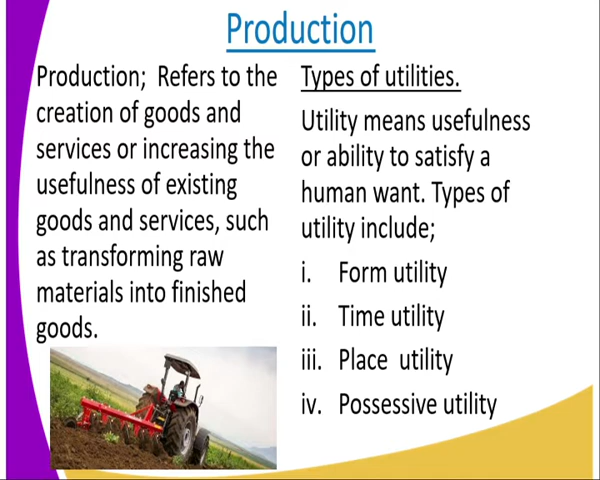 Production
Production;  Refers to the
creation of goods and
services or increasing the
usefulness of existing
goods and services, such
as transforming raw
materials into finished
goods.
Types of utilities.
Utility means usefulness
or ability to satisfy a
human want. Types of
utility include;
i. Form utility
ii. Time utility
iii. Place  utility
iv. Possessive utility